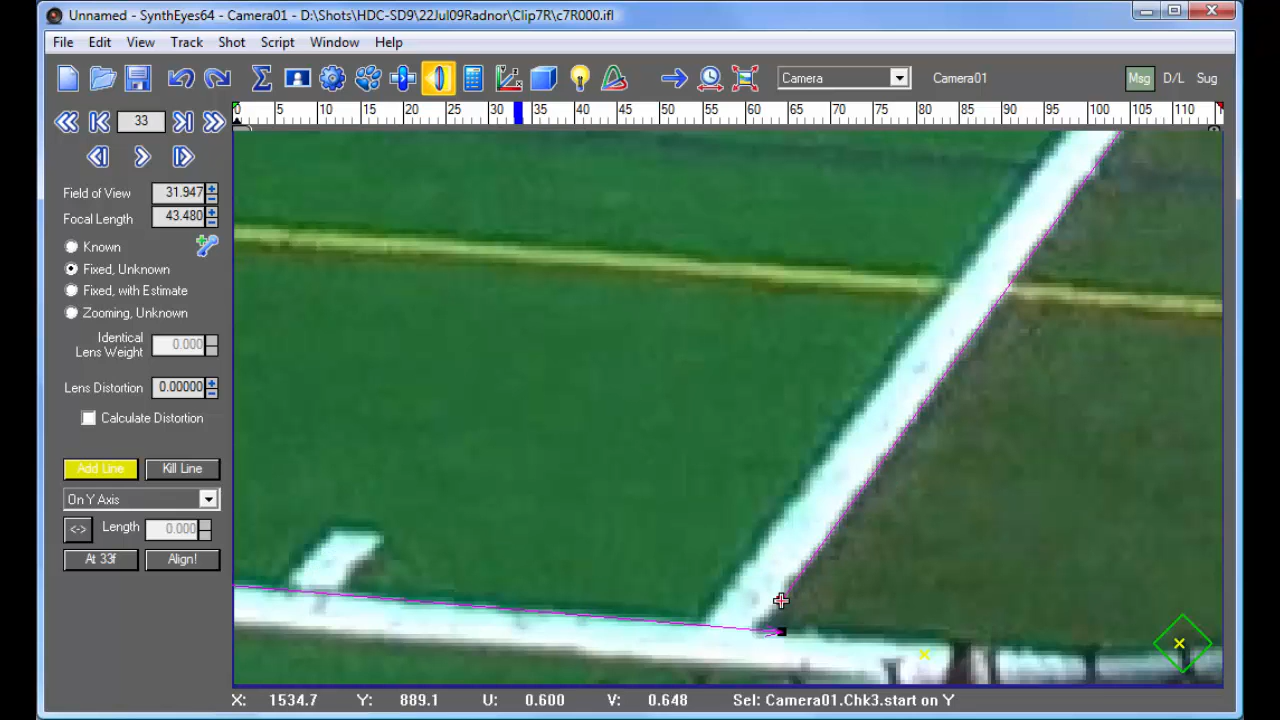 Unnamed - SynthEyes64 - Camera01 - D:\Shots\HDC-SD9\22Jul09Radnor\Clip7R\c7R000.ifl
File Edit View Track Shot Script Window Help
Camera Camera01 Msg D/L Sug
0 5 10 15 20 25 30 35 40 45 50 55 60 65 70 75 80 85 90 95 100 105 110
33
Field of View 31.947
Focal Length 43.480
Known
Fixed, Unknown
Fixed, with Estimate
Zooming, Unknown
Identical
Lens Weight 0.000
Lens Distortion 0.00000
Calculate Distortion
Add Line Kill Line
On Y Axis
<-> Length 0.000
At 33f Align!
X: 1534.7 Y: 889.1 U: 0.600 V: 0.648 Sel: Camera01.Chk3.start on Y